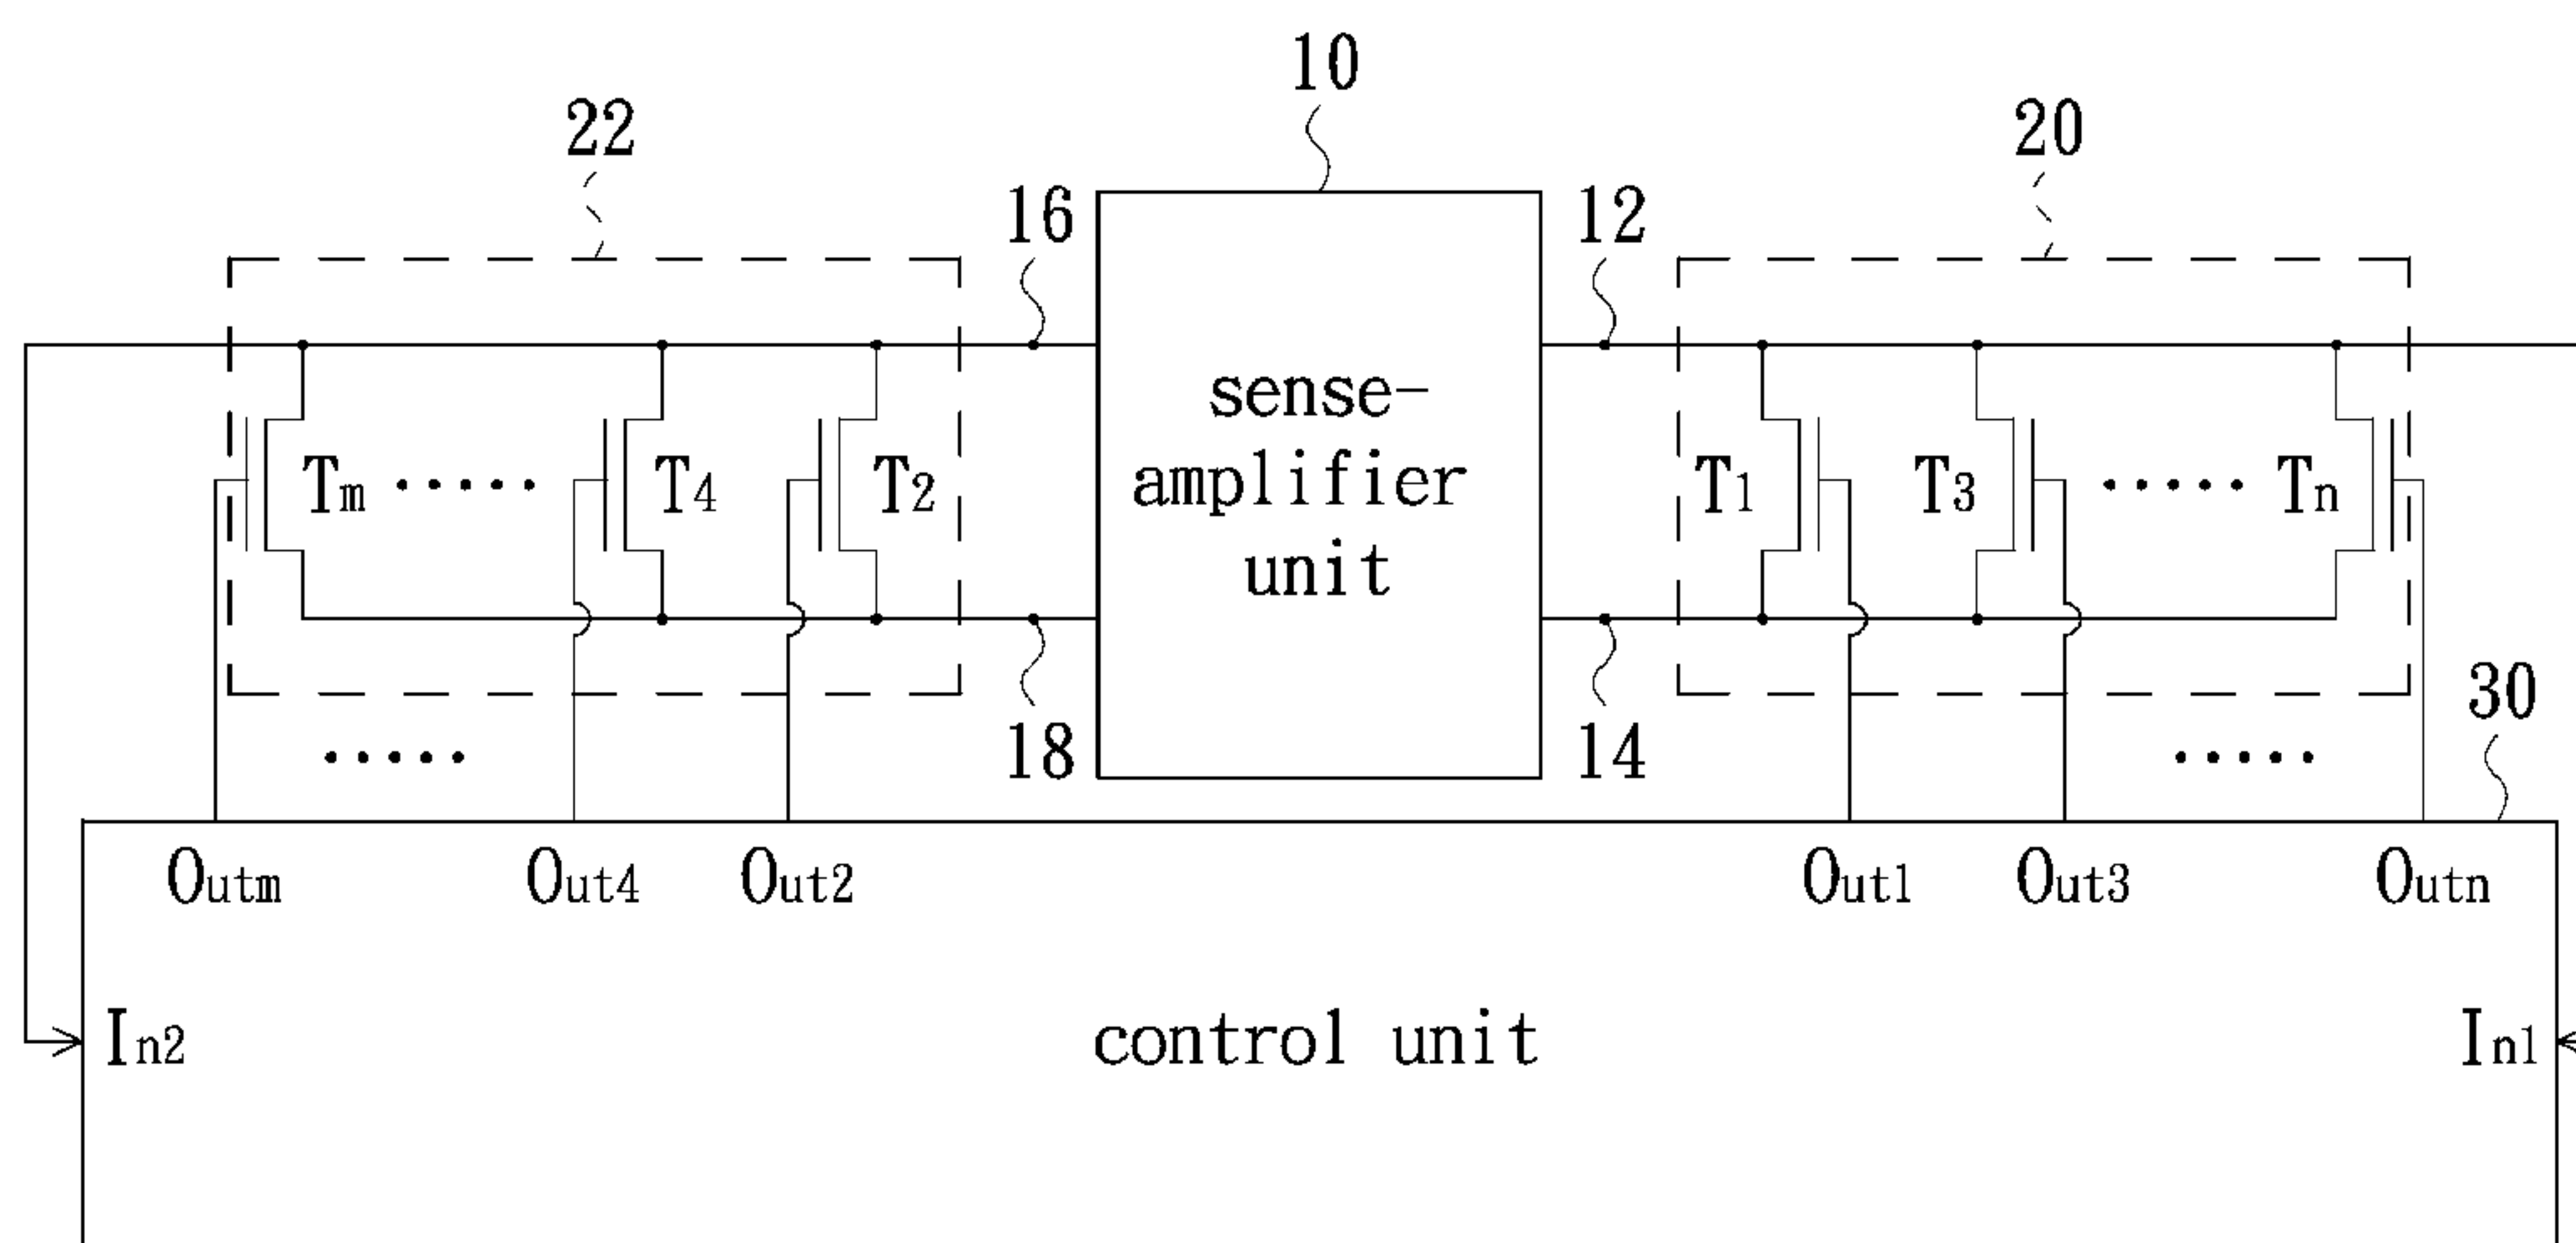 10
22
20
16
12
sense-
amplifier
unit
Tm ····· T4 T2
T1 T3 ····· Tn
18
14
30
·····
·····
Outm Out4 Out2 Out1 Out3 Outn
In2 control unit In1